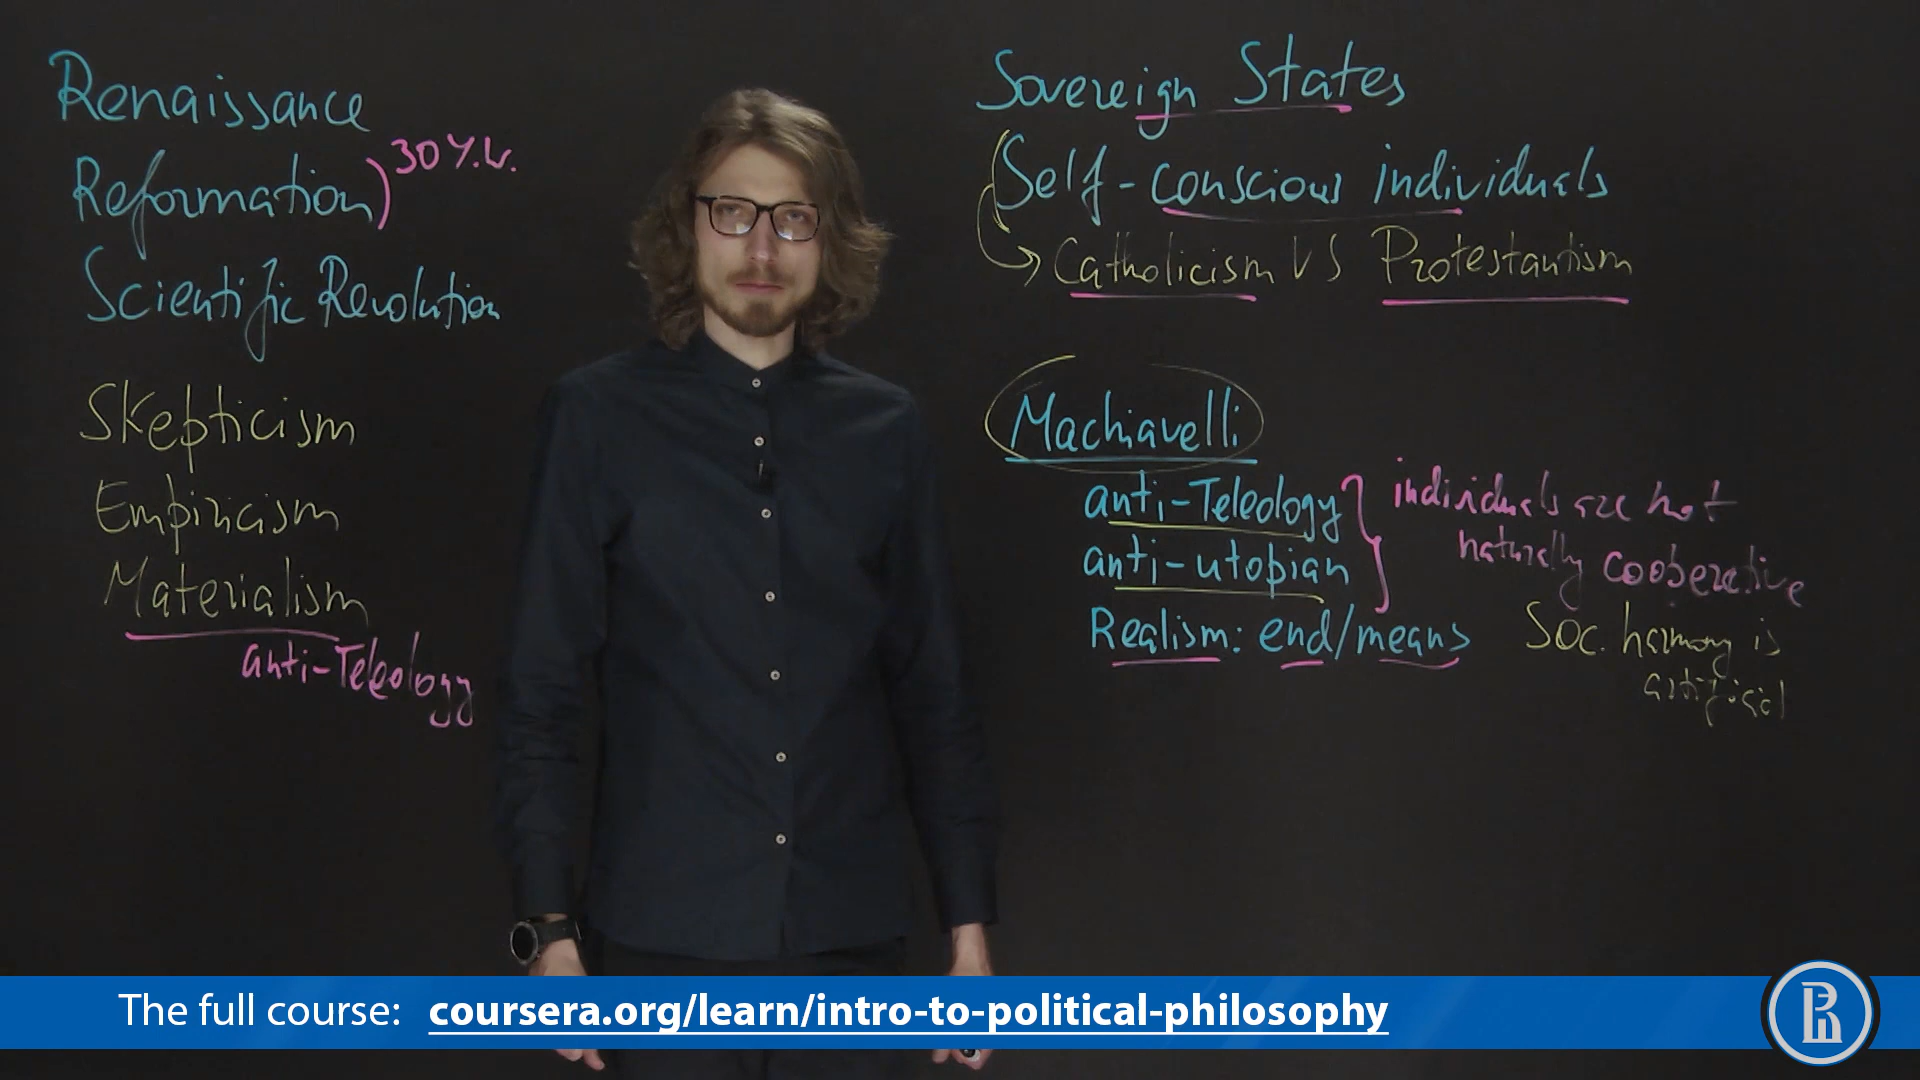 Renaissance
Reformation) 30 Y.W.
Scientific Revolution
Skepticism
Empiricism
Materialism
anti-Teleology
Sovereign States
Self-conscious individuals
→ Catholicism VS Protestantism
Machiavelli
anti-Teleology } individuals are not
anti-utopian naturally cooperative
Realism: end/means
Soc. harmony is
artificial
The full course: coursera.org/learn/intro-to-political-philosophy